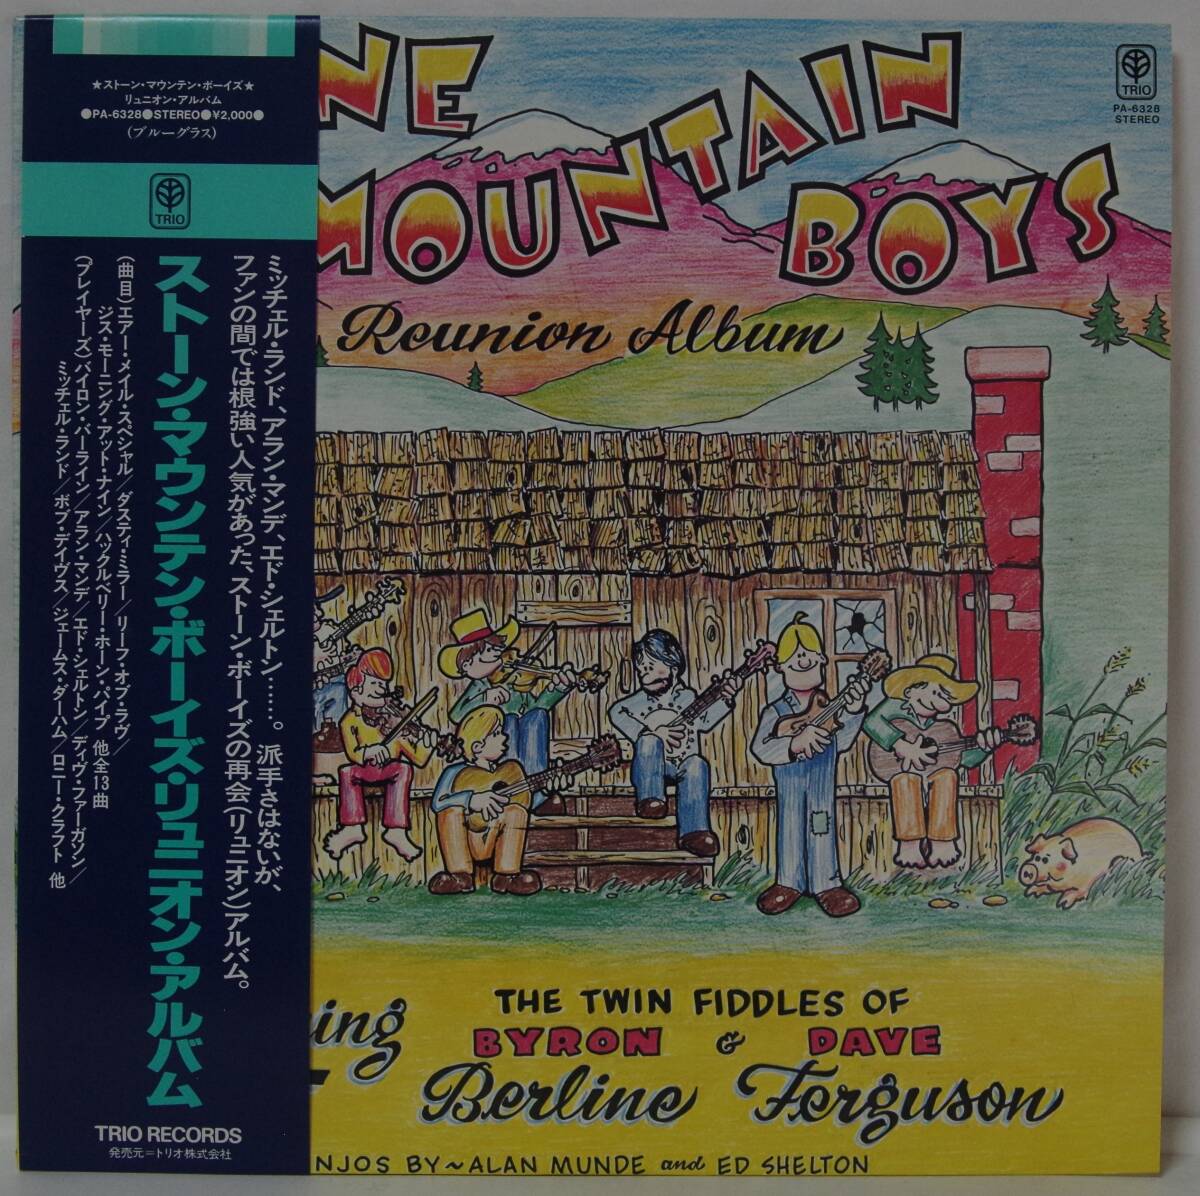 ★ストーン・マウンテン・ボーイズ★
リュニオン・アルバム
●PA-6328●STEREO●¥2,000●
(ブルーグラス)
TRIO
ミッチェル・ランド、アラン・マンデ、エド・シェルトン……。派手さはないが、
ファンの間では根強い人気があった、ストーン・ボーイズの再会(リュニオン)アルバム。
ストーン・マウンテン・ボーイズ・リュニオン・アルバム
(曲目)エアー・メイル・スペシャル/ダスティ・ミラー/リーフ・オブ・ラヴ/
ジス・モーニング・アット・ナイン/ハックルベリー・ホーン・パイプ 他全13曲
(プレイヤーズ)バイロン・バーライン/アラン・マンデ/エド・シェルトン/ディヴ・ファーガソン/
ミッチェル・ランド/ボブ・デイヴス/ジェームス・ダーハム/ロニー・クラフト 他
TRIO RECORDS
発売元=トリオ株式会社
NE
MOUNTAIN
BOYS
Reunion Album
TRIO
PA-6328
STEREO
ing
THE TWIN FIDDLES OF
BYRON & DAVE
Berline Ferguson
NJOS BY~ALAN MUNDE and ED SHELTON